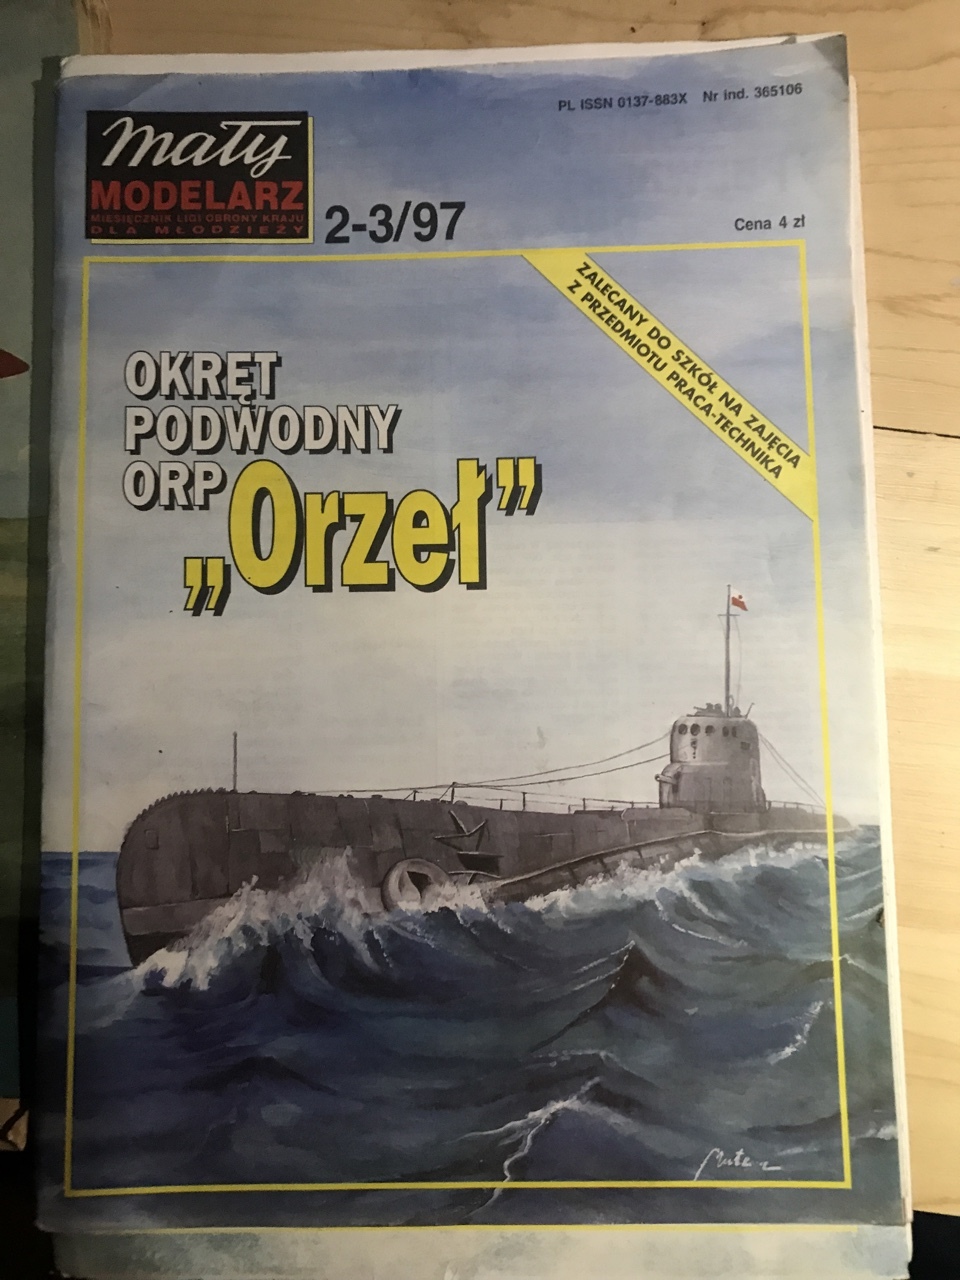 PL ISSN 0137-883X Nr ind. 365106
mały
MODELARZ
MIESIĘCZNIK LIGI OBRONY KRAJU
DLA MŁODZIEŻY
2-3/97
Cena 4 zł
ZALECANY DO SZKÓŁ NA ZAJĘCIA
Z PRZEDMIOTU PRACA-TECHNIKA
OKRĘT
PODWODNY
ORP
„Orzeł”